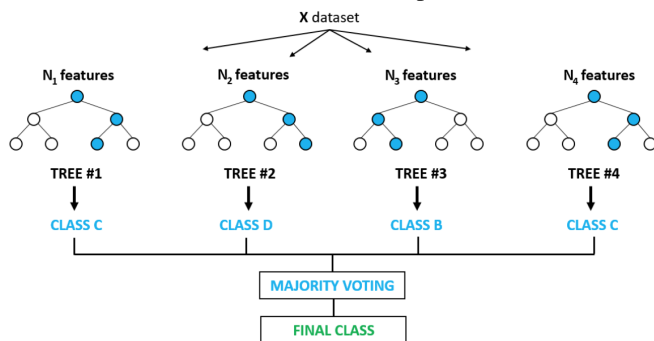 X dataset
N₁ features
N₂ features
N₃ features
N₄ features
TREE #1
TREE #2
TREE #3
TREE #4
CLASS C
CLASS D
CLASS B
CLASS C
MAJORITY VOTING
FINAL CLASS